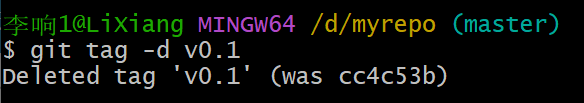 李响1@LiXiang MINGW64 /d/myrepo (master)
$ git tag -d v0.1
Deleted tag 'v0.1' (was cc4c53b)